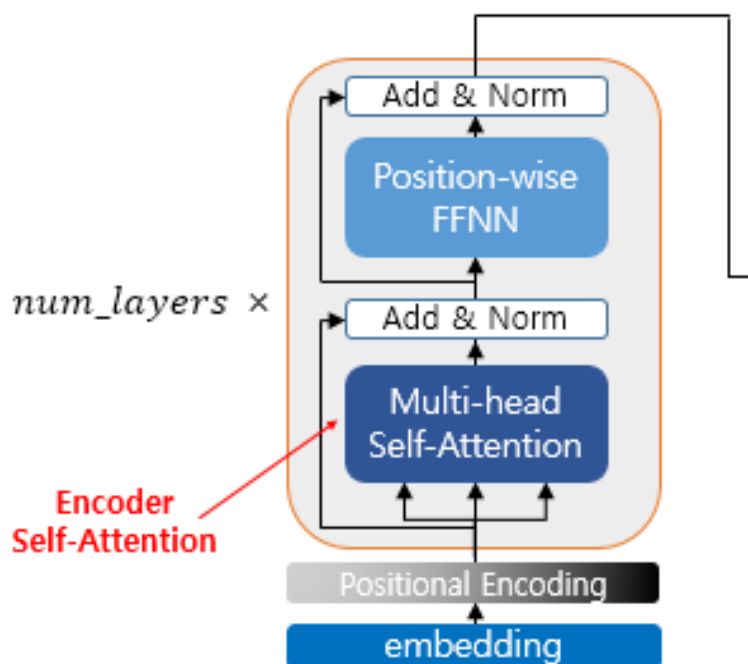 Add & Norm
Position-wise
FFNN
num_layers ×
Add & Norm
Multi-head
Self-Attention
Encoder
Self-Attention
Positional Encoding
embedding